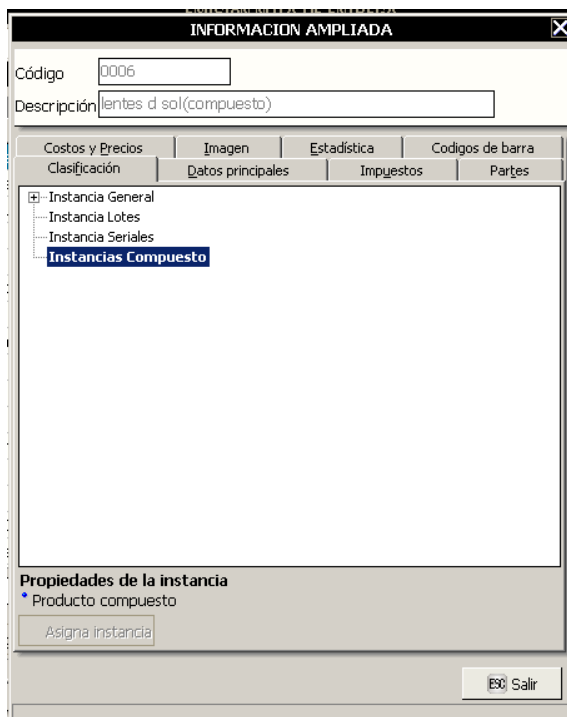 INFORMACION AMPLIADA
Código 0006
Descripción lentes d sol(compuesto)
Costos y Precios Imagen Estadística Codigos de barra
Clasificación Datos principales Impuestos Partes
Instancia General
Instancia Lotes
Instancia Seriales
Instancias Compuesto
Propiedades de la instancia
Producto compuesto
Asigna instancia
ESC Salir